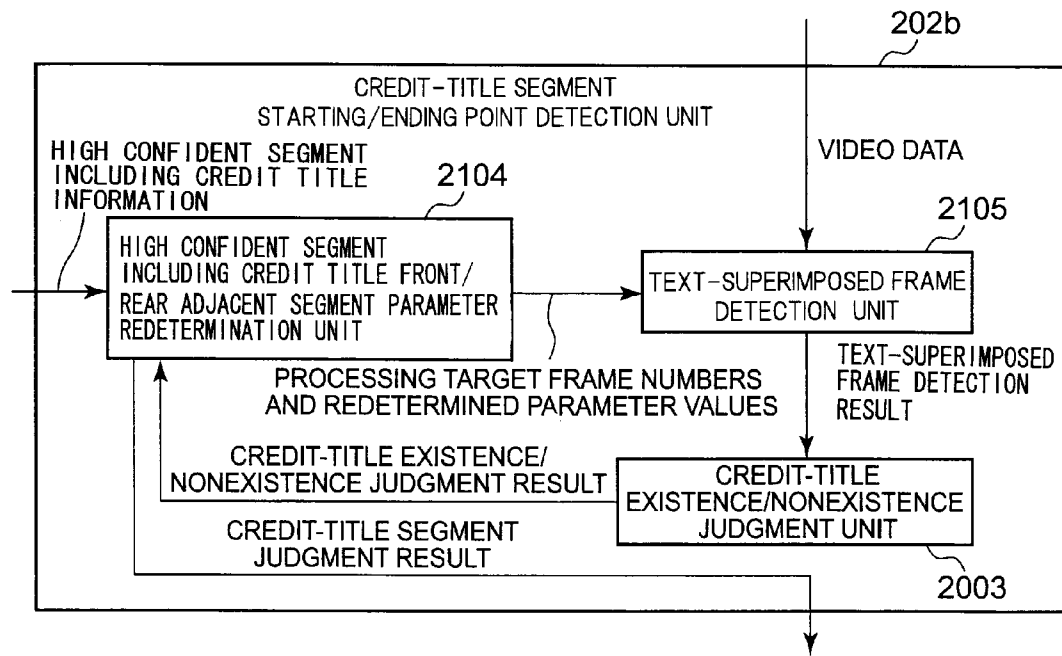 202b
CREDIT-TITLE SEGMENT
STARTING/ENDING POINT DETECTION UNIT
HIGH CONFIDENT SEGMENT
INCLUDING CREDIT TITLE
INFORMATION
VIDEO DATA
2104
2105
HIGH CONFIDENT SEGMENT
INCLUDING CREDIT TITLE FRONT/
REAR ADJACENT SEGMENT PARAMETER
REDETERMINATION UNIT
TEXT-SUPERIMPOSED FRAME
DETECTION UNIT
PROCESSING TARGET FRAME NUMBERS
AND REDETERMINED PARAMETER VALUES
TEXT-SUPERIMPOSED
FRAME DETECTION
RESULT
CREDIT-TITLE EXISTENCE/
NONEXISTENCE JUDGMENT RESULT
CREDIT-TITLE
EXISTENCE/NONEXISTENCE
JUDGMENT UNIT
CREDIT-TITLE SEGMENT
JUDGMENT RESULT
2003